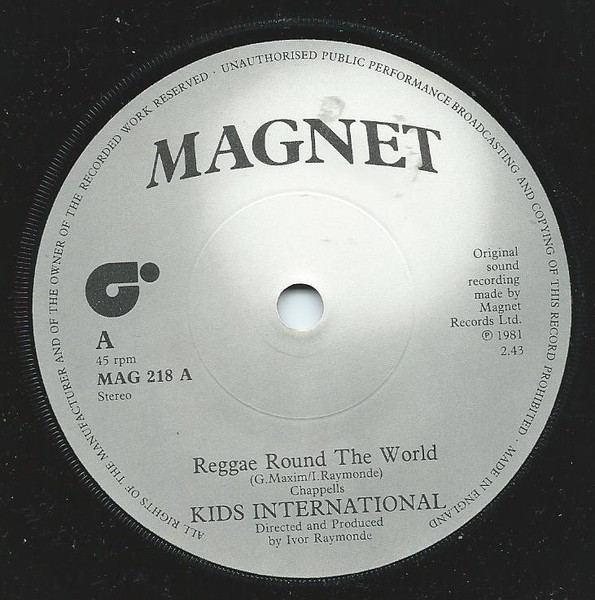 ALL RIGHTS OF THE MANUFACTURER AND OF THE OWNER OF THE RECORDED WORK RESERVED · UNAUTHORISED PUBLIC PERFORMANCE BROADCASTING AND COPYING OF THIS RECORD PROHIBITED · MADE IN ENGLAND
MAGNET
Original
sound
recording
made by
Magnet
Records Ltd.
℗ 1981
2.43
A
45 rpm
MAG 218 A
Stereo
Reggae Round The World
(G.Maxim/I.Raymonde)
Chappells
KIDS INTERNATIONAL
Directed and Produced
by Ivor Raymonde